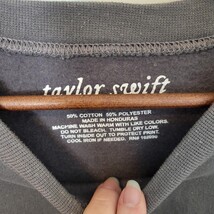 taylor swift
50% COTTON 50% POLYESTER
MADE IN HONDURAS
MACHINE WASH WARM WITH LIKE COLORS.
DO NOT BLEACH. TUMBLE DRY LOW.
TURN INSIDE OUT TO PROTECT PRINT.
COOL IRON IF NEEDED. RN#